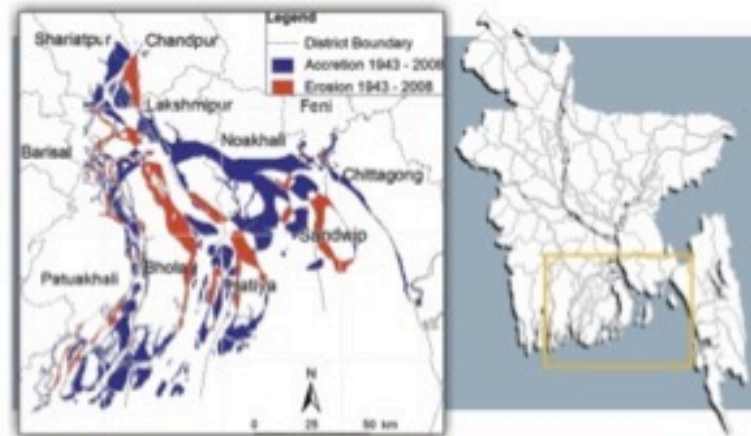 Legend
District Boundary
Accretion 1943 - 2008
Erosion 1943 - 2008
Shariatpur
Chandpur
Lakshmipur
Feni
Noakhali
Barisal
Chittagong
Sandwip
Bhola
Hatiya
Patuakhali
N
0 25 50 km